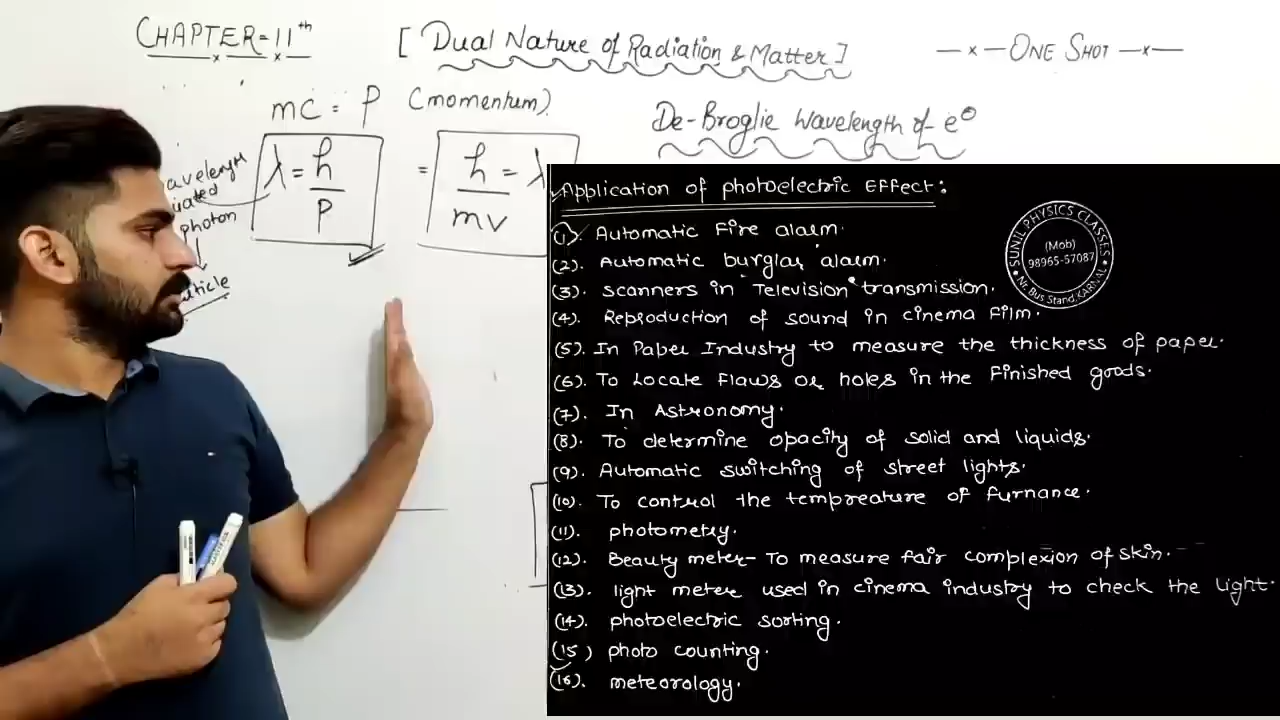 CHAPTER-11th
[ Dual Nature of Radiation & Matter ]
—x— ONE SHOT —x—
mc = P (momentum).
λ = h/P
= h/mv = λ
wavelength
photon
De-Broglie Wavelength of e⊖
Application of photoelectric Effect:
(1). Automatic Fire alarm.
(2). Automatic burglar alarm.
(3). scanners in Television transmission.
(4). Reproduction of sound in cinema film.
(5). In Paper Industry to measure the thickness of paper.
(6). To Locate Flaws or holes in the Finished goods.
(7). In Astronomy.
(8). To determine opacity of solid and liquids.
(9). Automatic switching of street lights.
(10). To control the tempreature of furnance.
(11). photometry.
(12). Beauty meter- To measure fair complexion of skin.
(13). light meter used in cinema industry to check the light.
(14). photoelectric sorting.
(15) photo counting.
(16). meteorology.
SUNIL PHYSICS CLASSES
(Mob)
98965-57087
Nr. Bus Stand, KARNAL